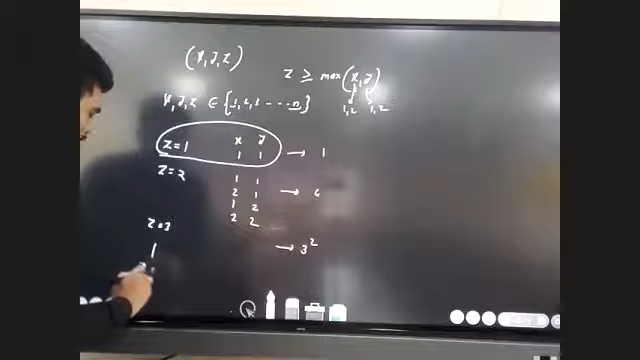 (x, y, z)
z ≥ max(x, y)
x, y, z ∈ {1, 2, 3 - - - n}
1, 2 1, 2
z = 1 x y
1 1 → 1
z = 2 1 1
2 1 → 4
1 2
2 2
z = 3
→ 3²